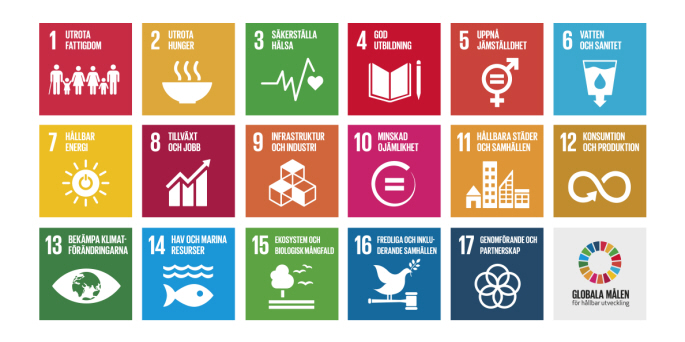 1 UTROTA
FATTIGDOM
2 UTROTA
HUNGER
3 SÄKERSTÄLLA
HÄLSA
4 GOD
UTBILDNING
5 UPPNÅ
JÄMSTÄLLDHET
6 VATTEN
OCH SANITET
7 HÅLLBAR
ENERGI
8 TILLVÄXT
OCH JOBB
9 INFRASTRUKTUR
OCH INDUSTRI
10 MINSKAD
OJÄMLIKHET
11 HÅLLBARA STÄDER
OCH SAMHÄLLEN
12 KONSUMTION
OCH PRODUKTION
13 BEKÄMPA KLIMAT-
FÖRÄNDRINGARNA
14 HAV OCH MARINA
RESURSER
15 EKOSYSTEM OCH
BIOLOGISK MÅNGFALD
16 FREDLIGA OCH INKLU-
DERANDE SAMHÄLLEN
17 GENOMFÖRANDE OCH
PARTNERSKAP
GLOBALA MÅLEN
för hållbar utveckling